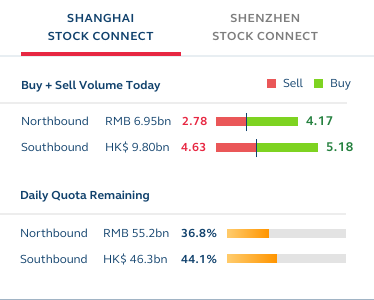 SHANGHAI
STOCK CONNECT
SHENZHEN
STOCK CONNECT
Buy + Sell Volume Today
Sell
Buy
Northbound RMB 6.95bn 2.78 4.17
Southbound HK$ 9.80bn 4.63 5.18
Daily Quota Remaining
Northbound RMB 55.2bn 36.8%
Southbound HK$ 46.3bn 44.1%